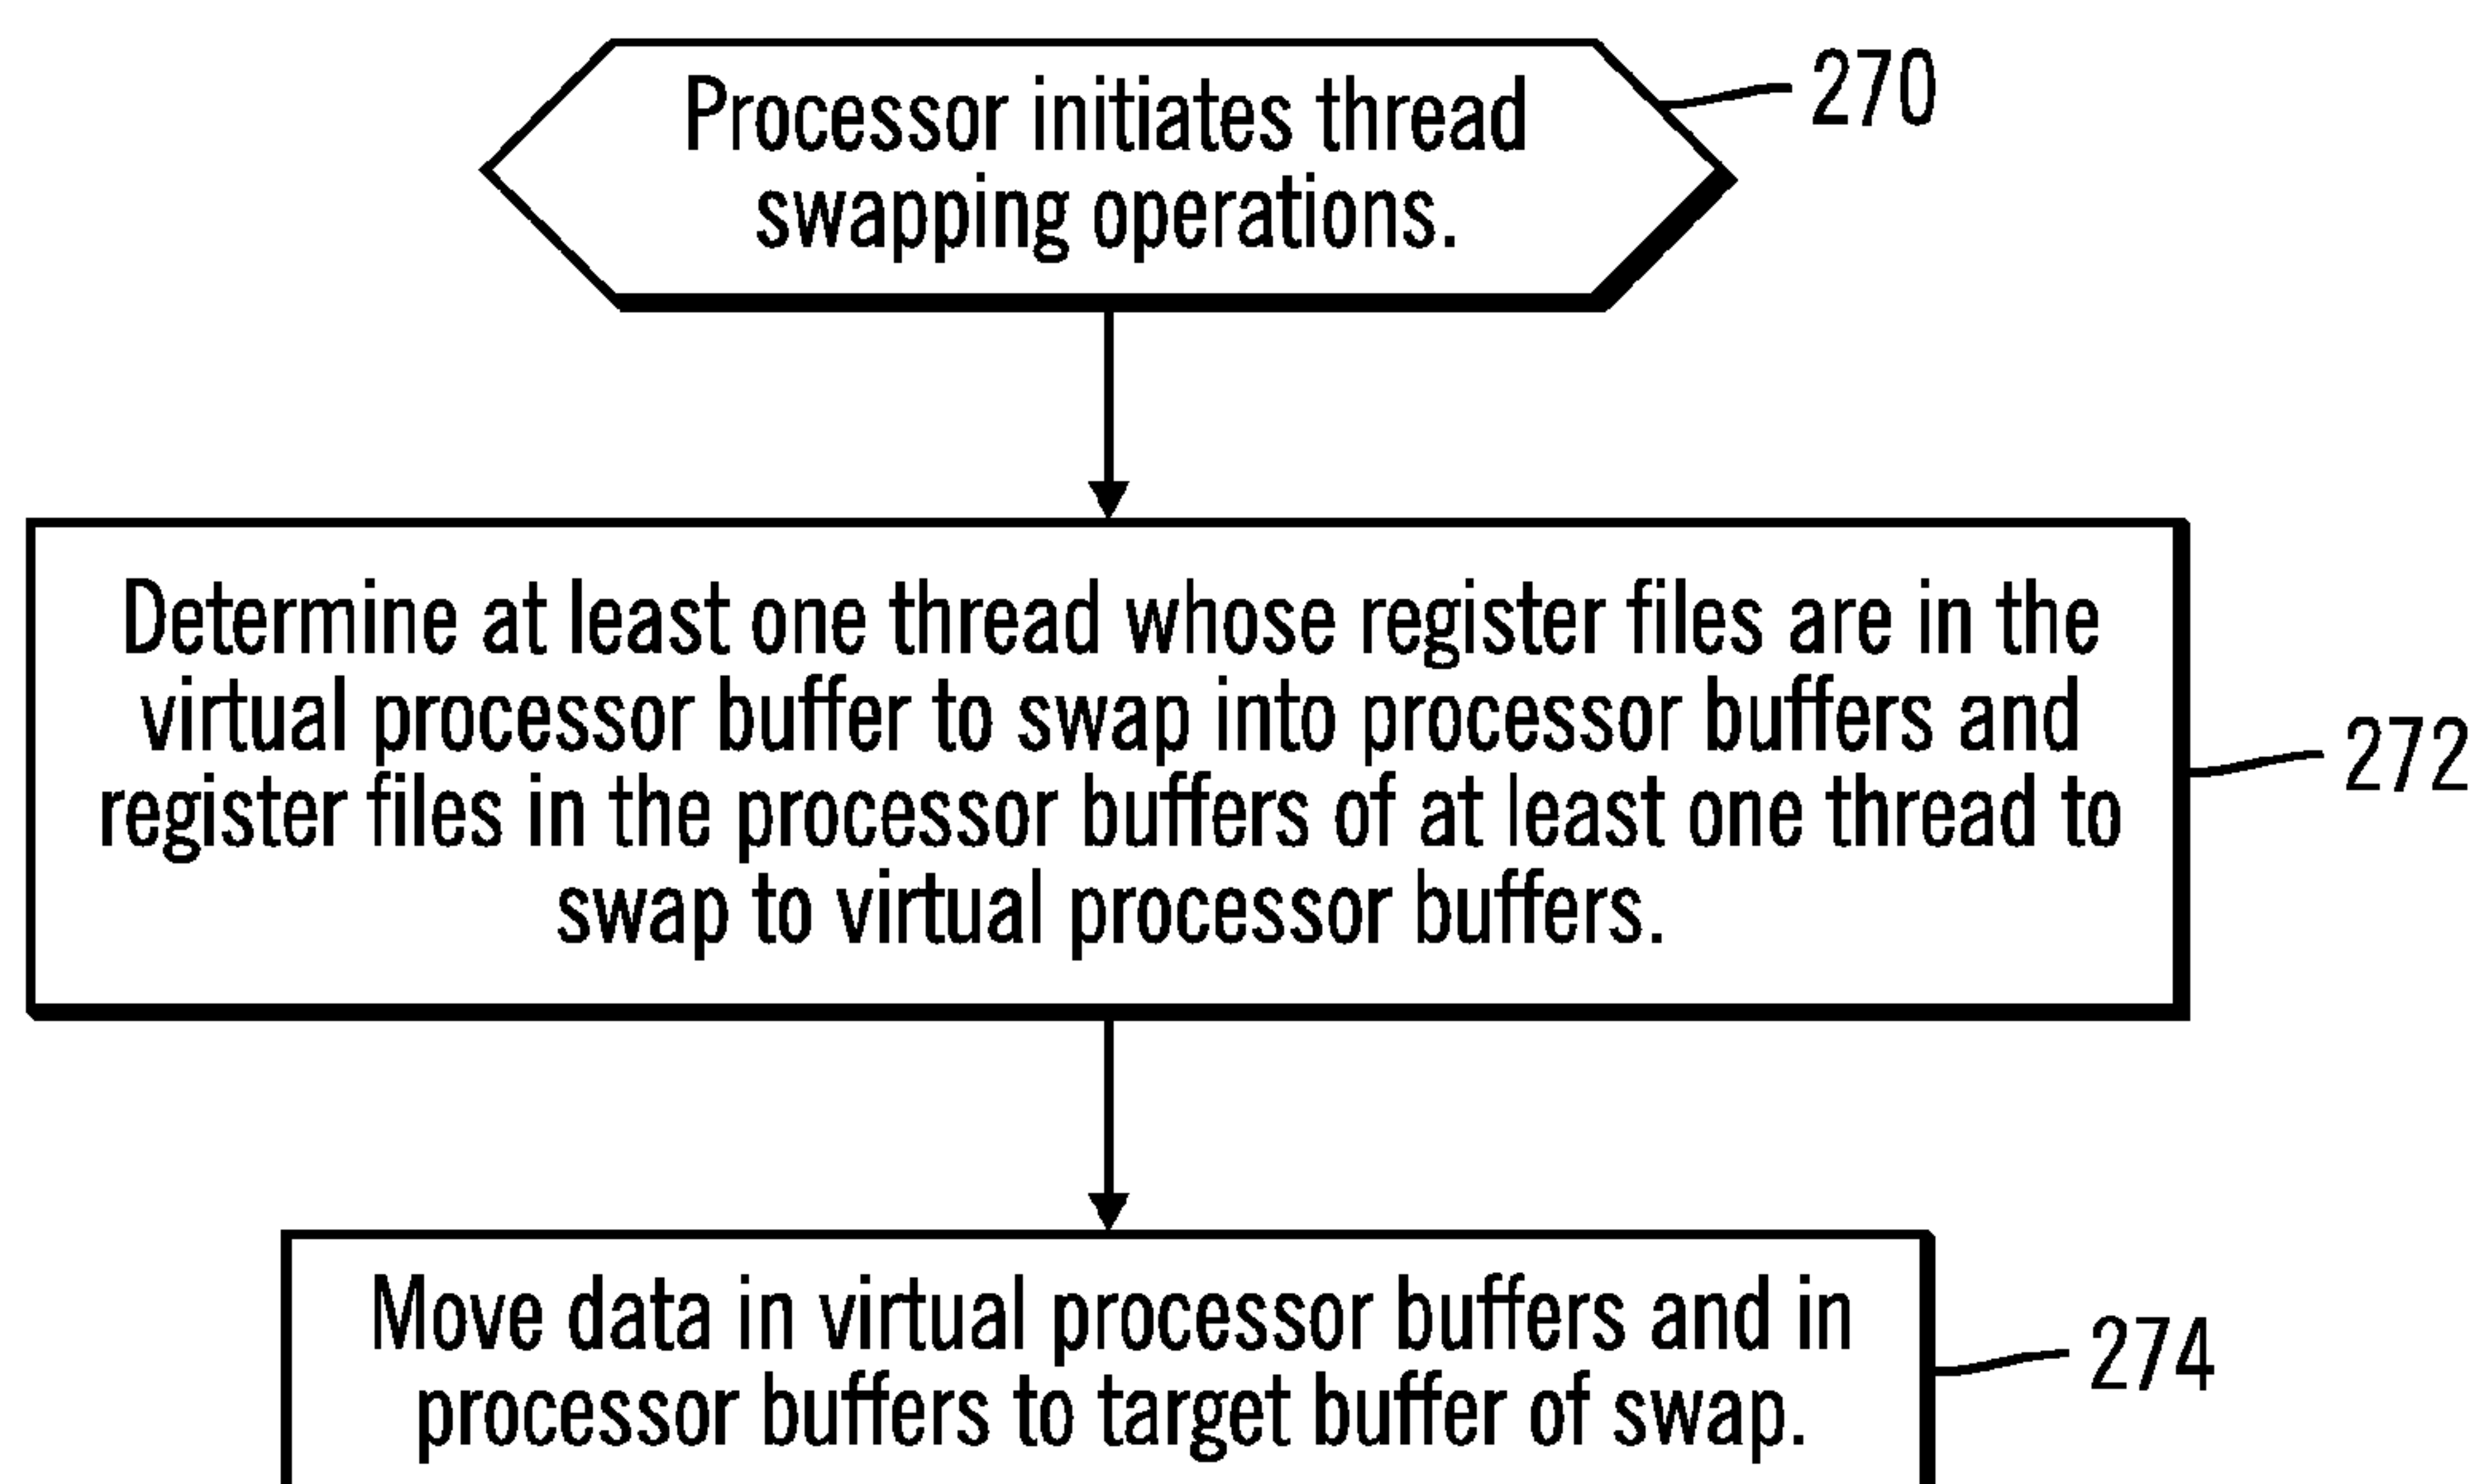 Processor initiates thread
swapping operations.
270
Determine at least one thread whose register files are in the
virtual processor buffer to swap into processor buffers and
register files in the processor buffers of at least one thread to
swap to virtual processor buffers.
272
Move data in virtual processor buffers and in
processor buffers to target buffer of swap.
274